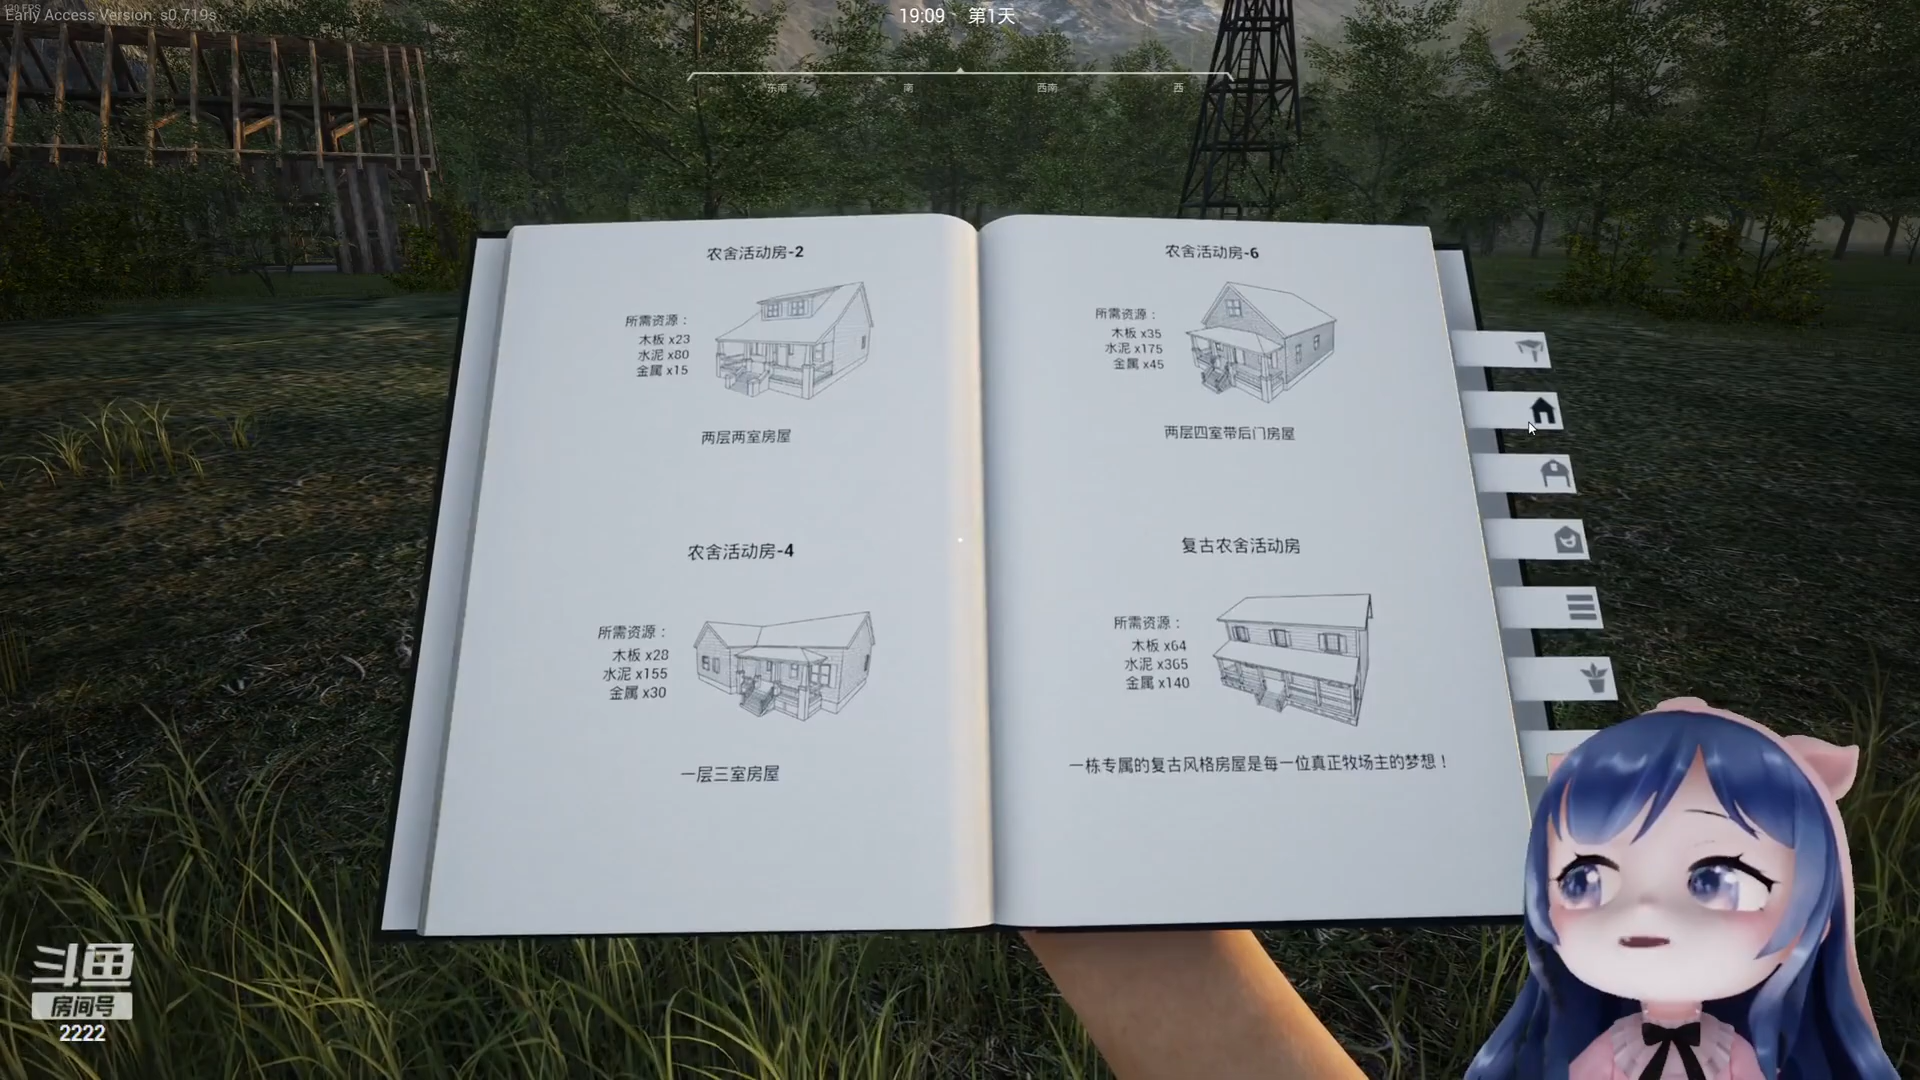 120 FPS
Early Access Version: s0.719s
19:09 第1天
东南 南 西南 西
农舍活动房-2
所需资源：
木板 x23
水泥 x80
金属 x15
两层两室房屋
农舍活动房-4
所需资源：
木板 x28
水泥 x155
金属 x30
一层三室房屋
农舍活动房-6
所需资源：
木板 x35
水泥 x175
金属 x45
两层四室带后门房屋
复古农舍活动房
所需资源：
木板 x64
水泥 x365
金属 x140
一栋专属的复古风格房屋是每一位真正牧场主的梦想！
斗鱼
房间号
2222